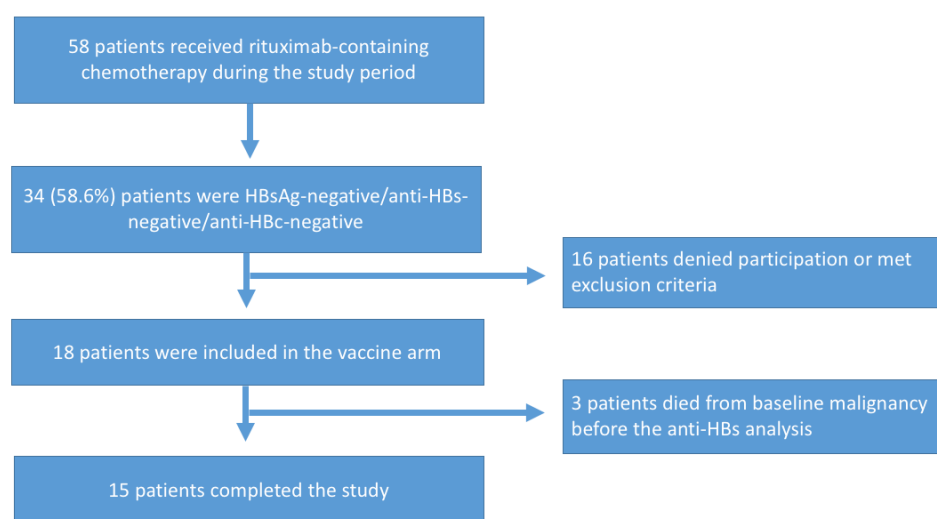 58 patients received rituximab-containing
chemotherapy during the study period
34 (58.6%) patients were HBsAg-negative/anti-HBs-
negative/anti-HBc-negative
16 patients denied participation or met
exclusion criteria
18 patients were included in the vaccine arm
3 patients died from baseline malignancy
before the anti-HBs analysis
15 patients completed the study